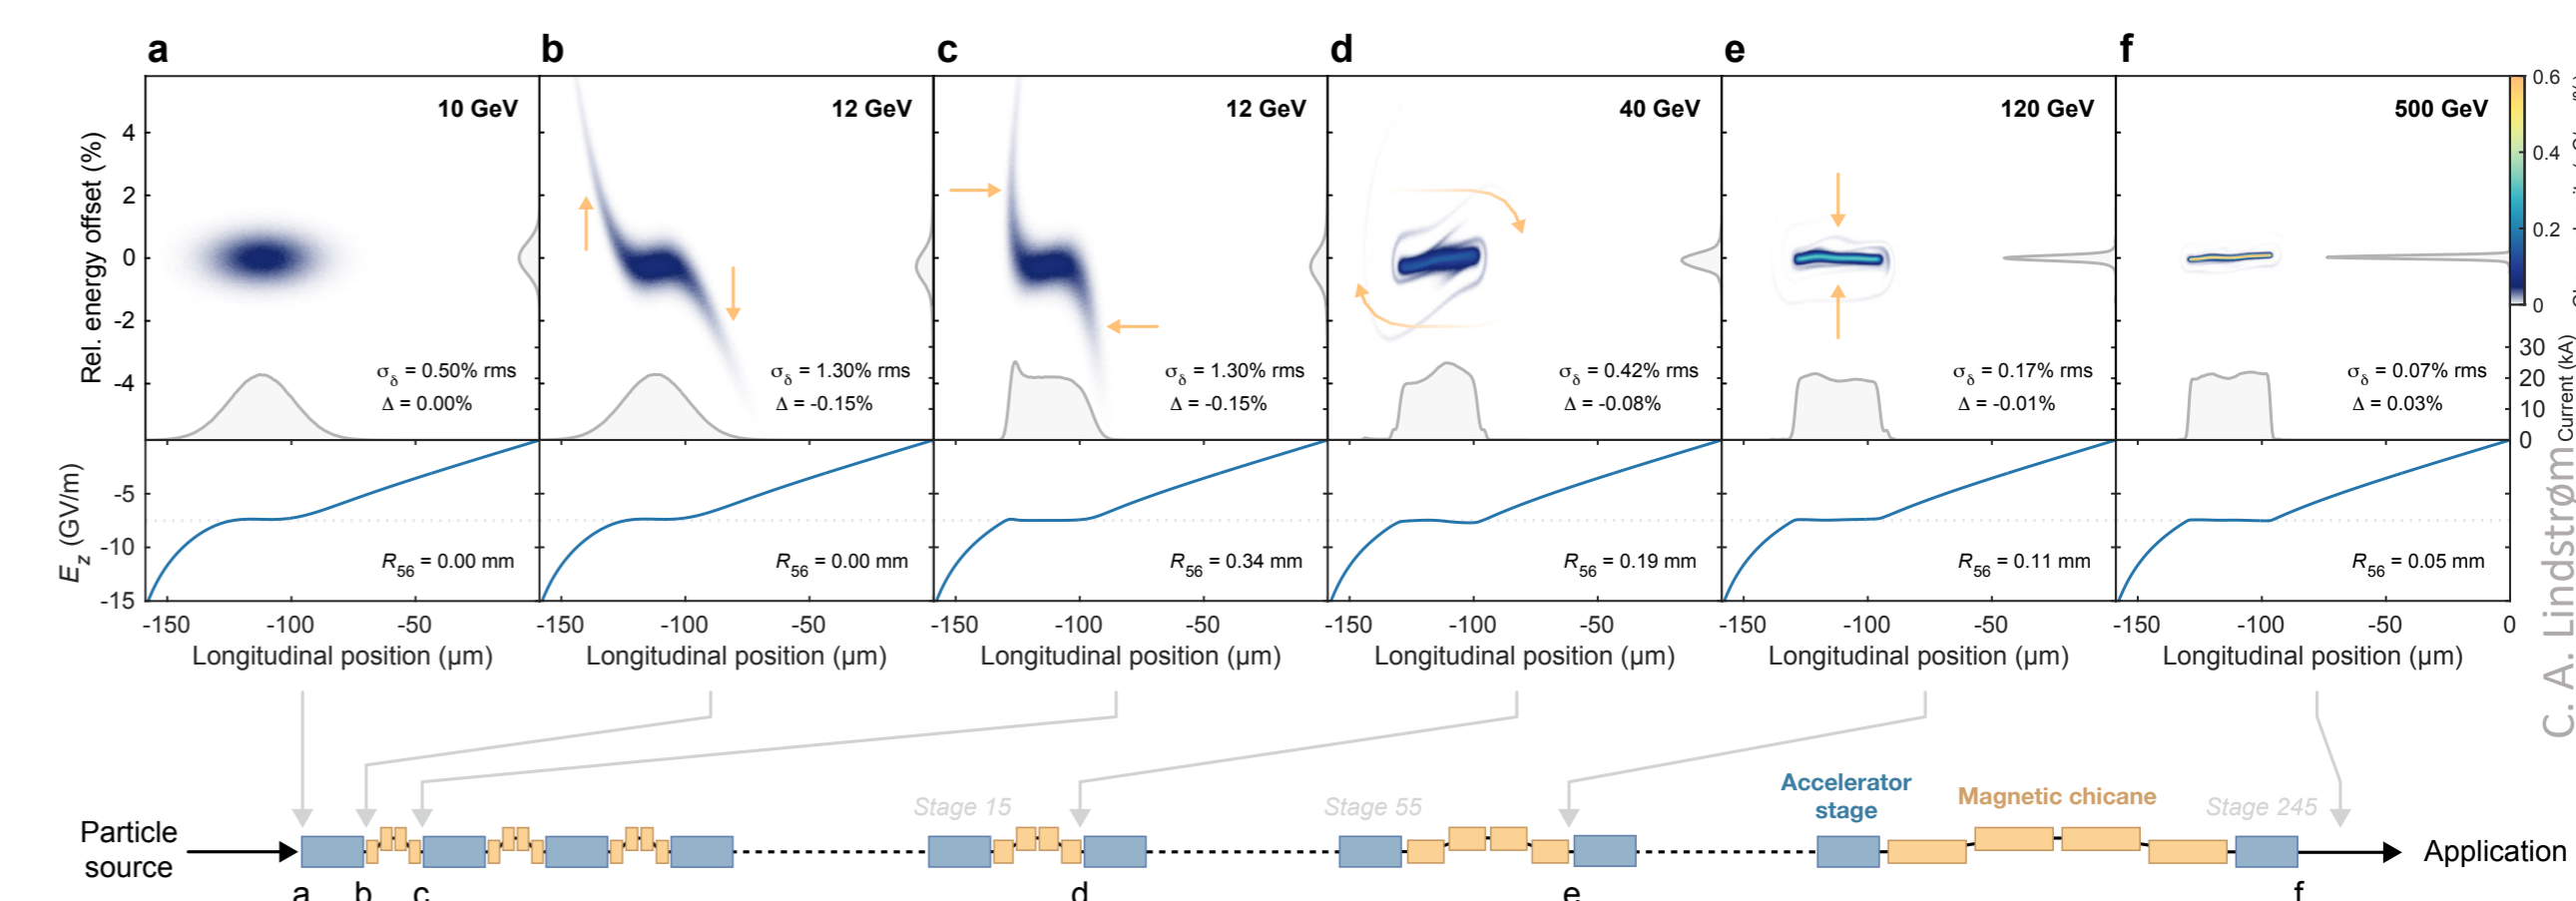 a b c d e f
10 GeV 12 GeV 12 GeV 40 GeV 120 GeV 500 GeV
Rel. energy offset (%)
4
2
0
-2
-4
σδ = 0.50% rms
Δ = 0.00%
σδ = 1.30% rms
Δ = -0.15%
σδ = 1.30% rms
Δ = -0.15%
σδ = 0.42% rms
Δ = -0.08%
σδ = 0.17% rms
Δ = -0.01%
σδ = 0.07% rms
Δ = 0.03%
0.6
0.4
0.2
0
30
20
10
0
Current (kA)
Ez (GV/m)
-5
-10
-15
R56 = 0.00 mm
R56 = 0.00 mm
R56 = 0.34 mm
R56 = 0.19 mm
R56 = 0.11 mm
R56 = 0.05 mm
-150 -100 -50 -150 -100 -50 -150 -100 -50 -150 -100 -50 -150 -100 -50 -150 -100 -50 0
Longitudinal position (μm) Longitudinal position (μm) Longitudinal position (μm) Longitudinal position (μm) Longitudinal position (μm) Longitudinal position (μm)
C. A. Lindstrøm
Particle
source
Stage 15
Stage 55
Accelerator
stage
Magnetic chicane
Stage 245
Application
a b c d e f